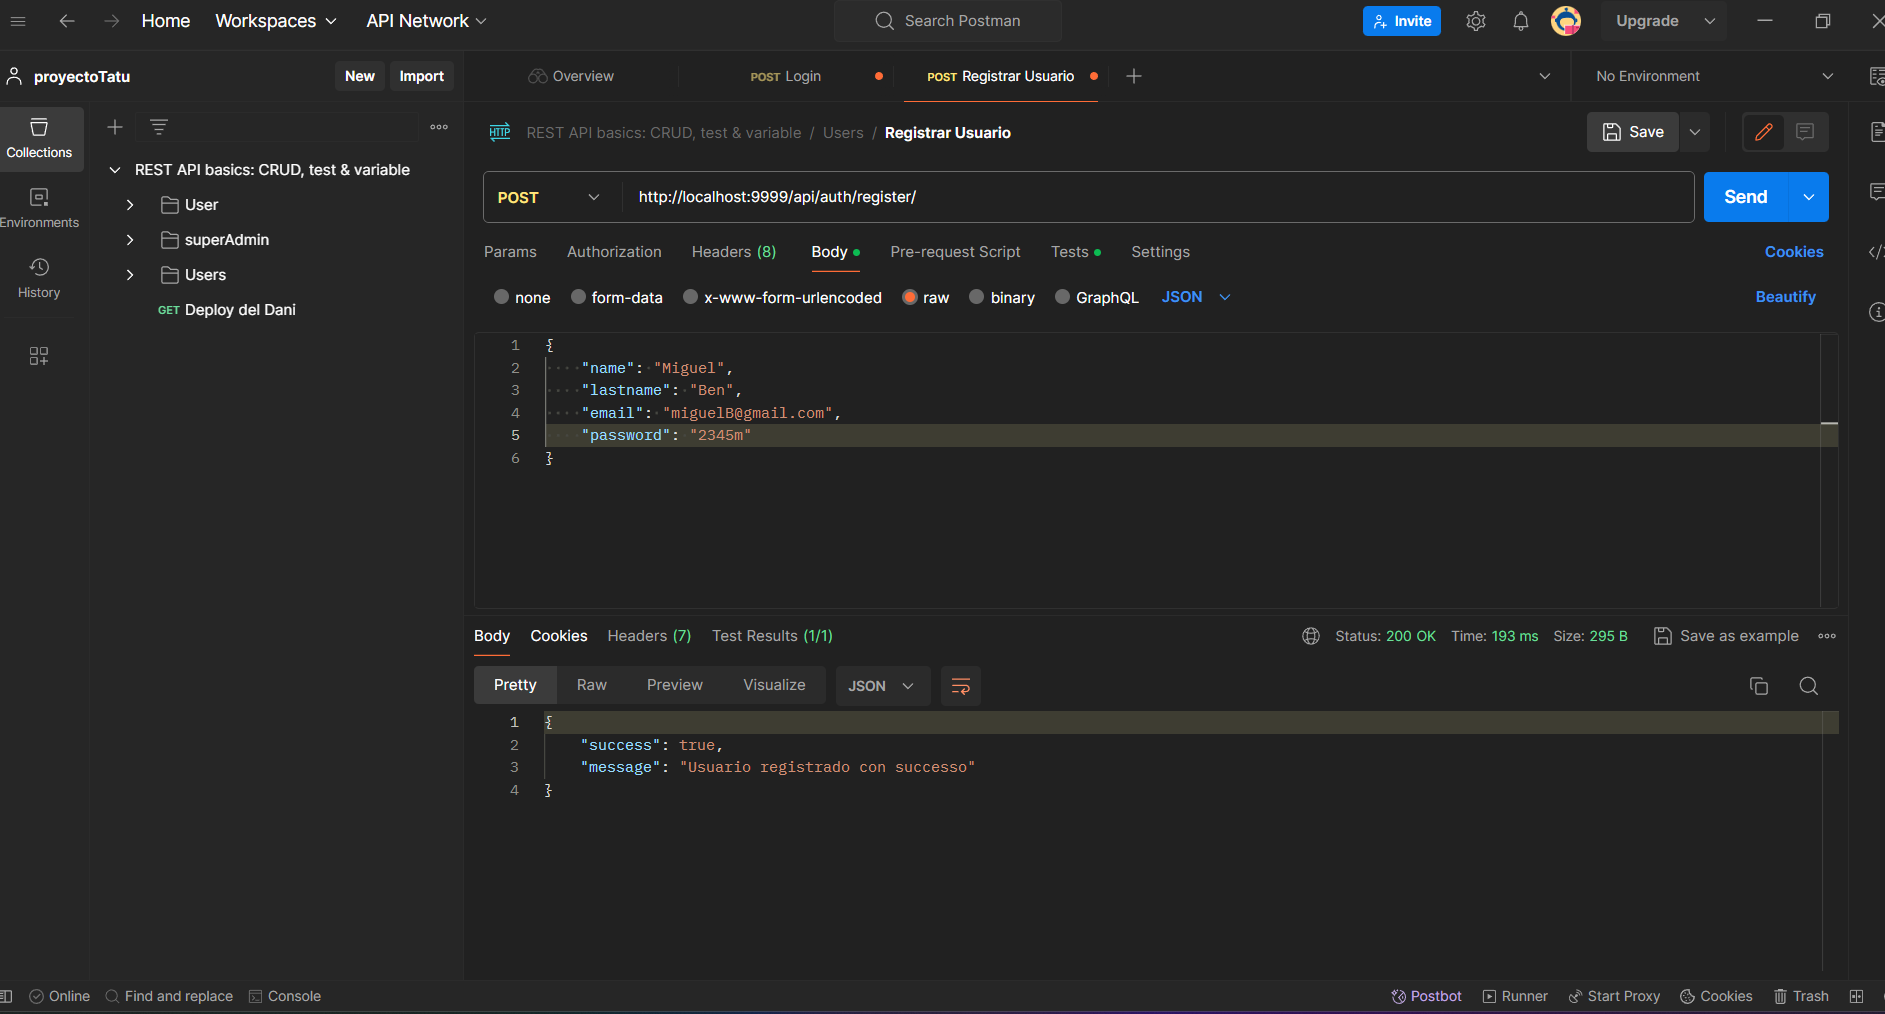 Home Workspaces API Network Search Postman Invite Upgrade
proyectoTatu New Import Overview POST Login POST Registrar Usuario No Environment
Collections
Environments
History
REST API basics: CRUD, test & variable
User
superAdmin
Users
GET Deploy del Dani
HTTP REST API basics: CRUD, test & variable / Users / Registrar Usuario Save
POST http://localhost:9999/api/auth/register/ Send
Params Authorization Headers (8) Body Pre-request Script Tests Settings Cookies
none form-data x-www-form-urlencoded raw binary GraphQL JSON Beautify
1 {
2 "name": "Miguel",
3 "lastname": "Ben",
4 "email": "miguelB@gmail.com",
5 "password": "2345m"
6 }
Body Cookies Headers (7) Test Results (1/1) Status: 200 OK Time: 193 ms Size: 295 B Save as example
Pretty Raw Preview Visualize JSON
1 {
2 "success": true,
3 "message": "Usuario registrado con successo"
4 }
Online Find and replace Console Postbot Runner Start Proxy Cookies Trash